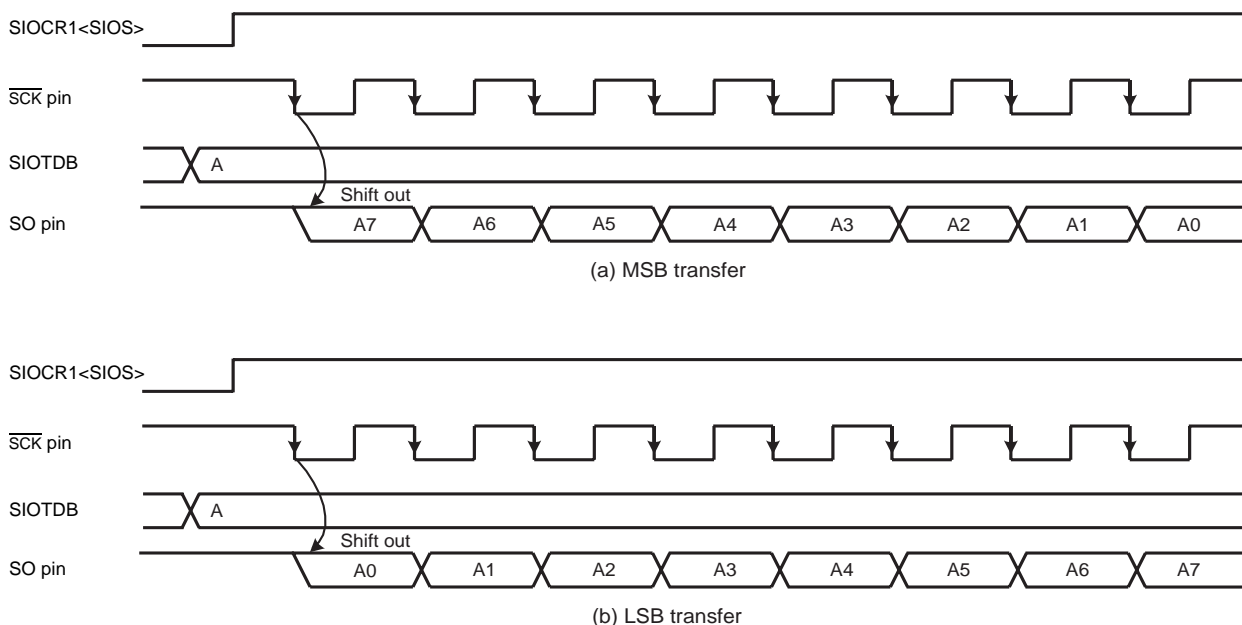 SIOCR1<SIOS>
SCK pin
SIOTDB
A
Shift out
SO pin
A7 A6 A5 A4 A3 A2 A1 A0
(a) MSB transfer
SIOCR1<SIOS>
SCK pin
SIOTDB
A
Shift out
SO pin
A0 A1 A2 A3 A4 A5 A6 A7
(b) LSB transfer